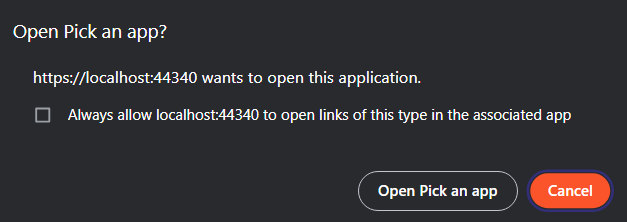 Open Pick an app?
https://localhost:44340 wants to open this application.
Always allow localhost:44340 to open links of this type in the associated app
Open Pick an app Cancel